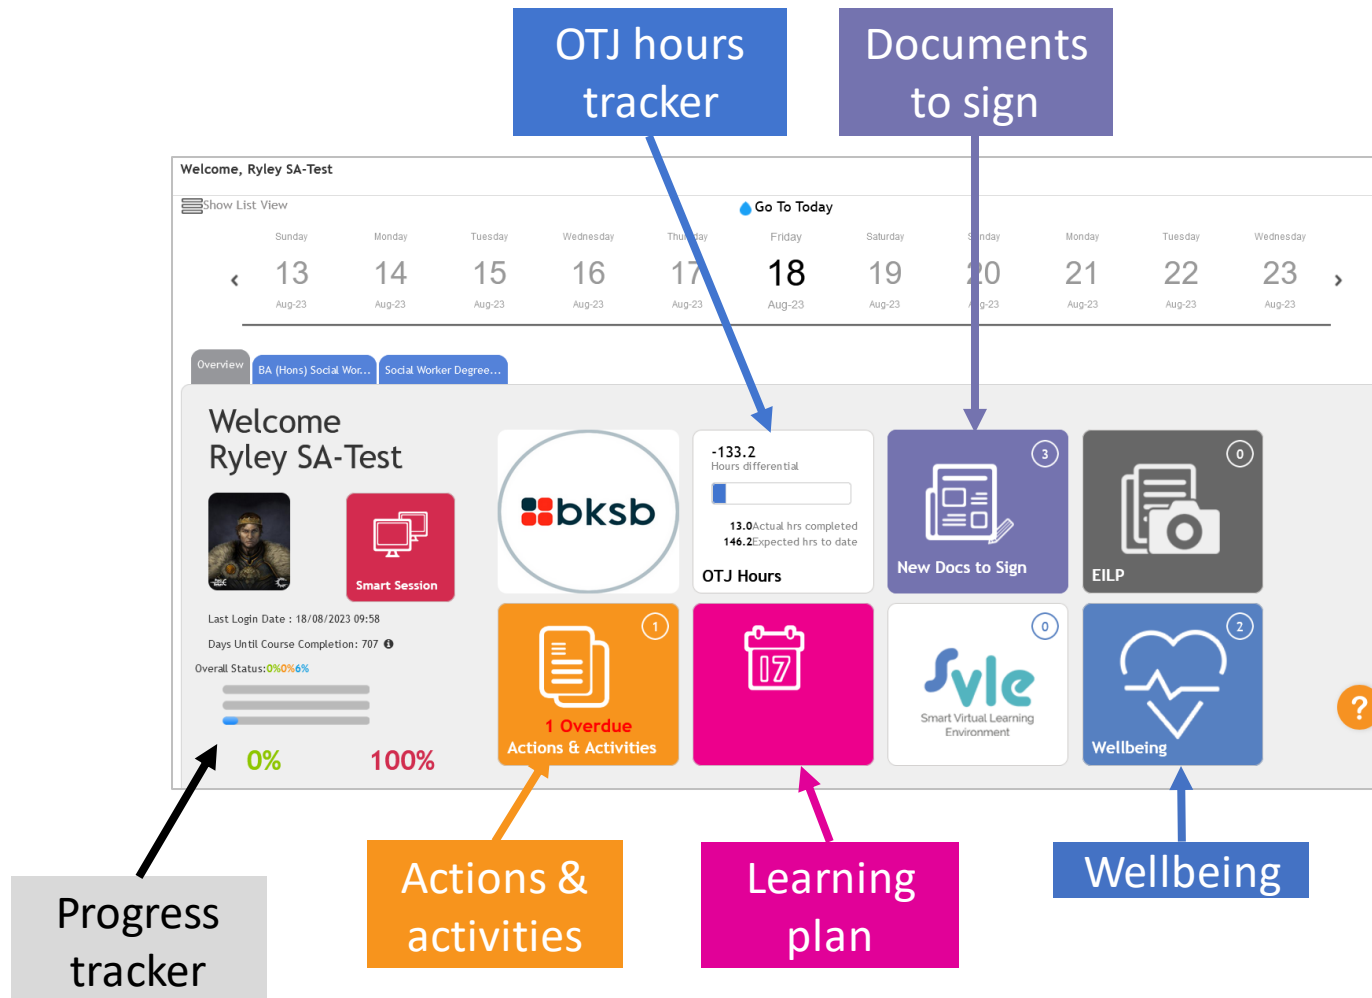 OTJ hours
tracker
Documents
to sign
Welcome, Ryley SA-Test
Show List View
Go To Today
Sunday Monday Tuesday Wednesday Thursday Friday Saturday Sunday Monday Tuesday Wednesday
13 14 15 16 17 18 19 20 21 22 23
Aug-23 Aug-23 Aug-23 Aug-23 Aug-23 Aug-23 Aug-23 Aug-23 Aug-23 Aug-23 Aug-23
Overview
BA (Hons) Social Wor...
Social Worker Degree...
Welcome
Ryley SA-Test
Smart Session
Last Login Date : 18/08/2023 09:58
Days Until Course Completion: 707
Overall Status:0%0%6%
0% 100%
bksb
-133.2
Hours differential
13.0Actual hrs completed
146.2Expected hrs to date
OTJ Hours
3
New Docs to Sign
0
EILP
1
1 Overdue
Actions & Activities
17
0
Svle
Smart Virtual Learning
Environment
2
Wellbeing
?
Progress
tracker
Actions &
activities
Learning
plan
Wellbeing